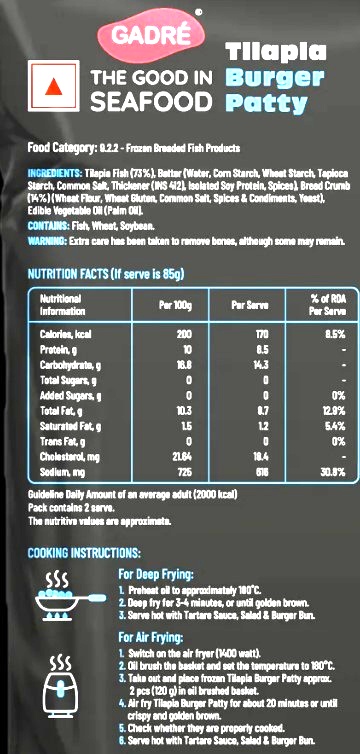 GADRÉ®
THE GOOD IN
SEAFOOD
Tilapia
Burger
Patty
Food Category: 9.2.2 - Frozen Breaded Fish Products
INGREDIENTS: Tilapia Fish (73%), Batter (Water, Corn Starch, Wheat Starch, Tapioca
Starch, Common Salt, Thickener (INS 412), Isolated Soy Protein, Spices), Bread Crumb
(14%) (Wheat Flour, Wheat Gluten, Common Salt, Spices & Condiments, Yeast),
Edible Vegetable Oil (Palm Oil).
CONTAINS: Fish, Wheat, Soybean.
WARNING: Extra care has been taken to remove bones, although some may remain.
NUTRITION FACTS (If serve is 85g)
Nutritional Information Per 100g Per Serve % of RDA Per Serve
Calories, kcal 200 170 8.5%
Protein, g 10 8.5 -
Carbohydrate, g 16.8 14.3 -
Total Sugars, g 0 0 -
Added Sugars, g 0 0 0%
Total Fat, g 10.3 8.7 12.9%
Saturated Fat, g 1.5 1.2 5.4%
Trans Fat, g 0 0 0%
Cholesterol, mg 21.64 18.4 -
Sodium, mg 725 616 30.8%
Guideline Daily Amount of an average adult (2000 kcal)
Pack contains 2 serve.
The nutritive values are approximate.
COOKING INSTRUCTIONS:
For Deep Frying:
1. Preheat oil to approximately 180°C.
2. Deep fry for 3-4 minutes, or until golden brown.
3. Serve hot with Tartare Sauce, Salad & Burger Bun.
For Air Frying:
1. Switch on the air fryer (1400 watt).
2. Oil brush the basket and set the temperature to 180°C.
3. Take out and place frozen Tilapia Burger Patty approx.
2 pcs (120 g) in oil brushed basket.
4. Air fry Tilapia Burger Patty for about 20 minutes or until
crispy and golden brown.
5. Check whether they are properly cooked.
6. Serve hot with Tartare Sauce, Salad & Burger Bun.